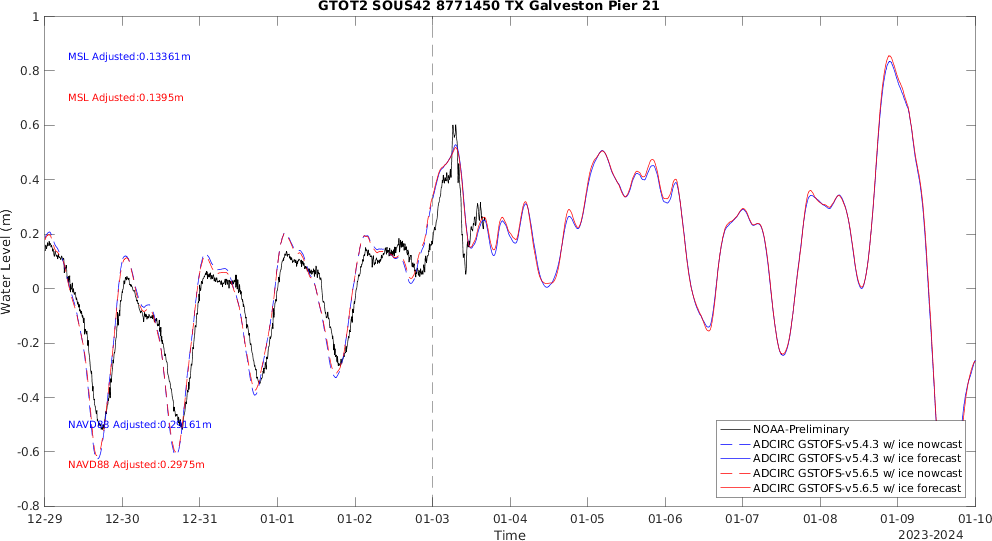 GTOT2 SOUS42 8771450 TX Galveston Pier 21
MSL Adjusted:0.13361m
MSL Adjusted:0.1395m
NAVD88 Adjusted:0.29161m
NAVD88 Adjusted:0.2975m
Water Level (m)
1
0.8
0.6
0.4
0.2
0
-0.2
-0.4
-0.6
-0.8
NOAA-Preliminary
ADCIRC GSTOFS-v5.4.3 w/ ice nowcast
ADCIRC GSTOFS-v5.4.3 w/ ice forecast
ADCIRC GSTOFS-v5.6.5 w/ ice nowcast
ADCIRC GSTOFS-v5.6.5 w/ ice forecast
12-29 12-30 12-31 01-01 01-02 01-03 01-04 01-05 01-06 01-07 01-08 01-09 01-10
Time
2023-2024